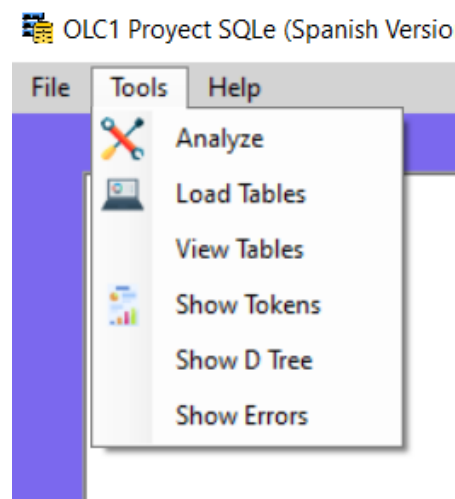 OLC1 Proyect SQLe (Spanish Versio
File Tools Help
Analyze
Load Tables
View Tables
Show Tokens
Show D Tree
Show Errors